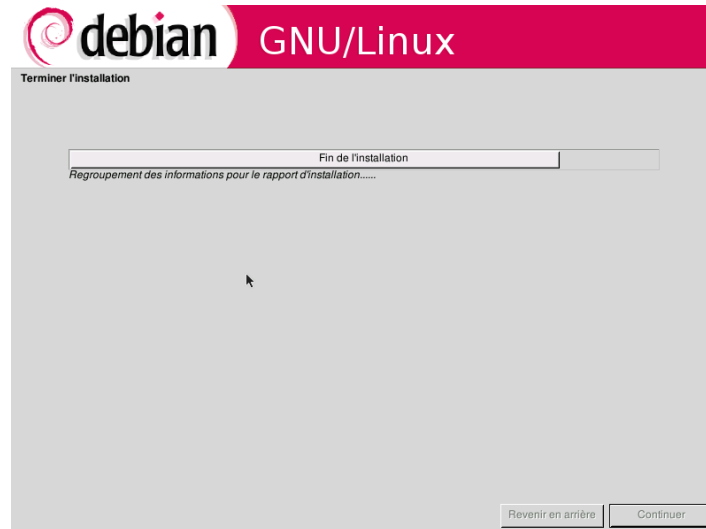 debian GNU/Linux
Terminer l'installation
Fin de l'installation
Regroupement des informations pour le rapport d'installation......
Revenir en arrière Continuer